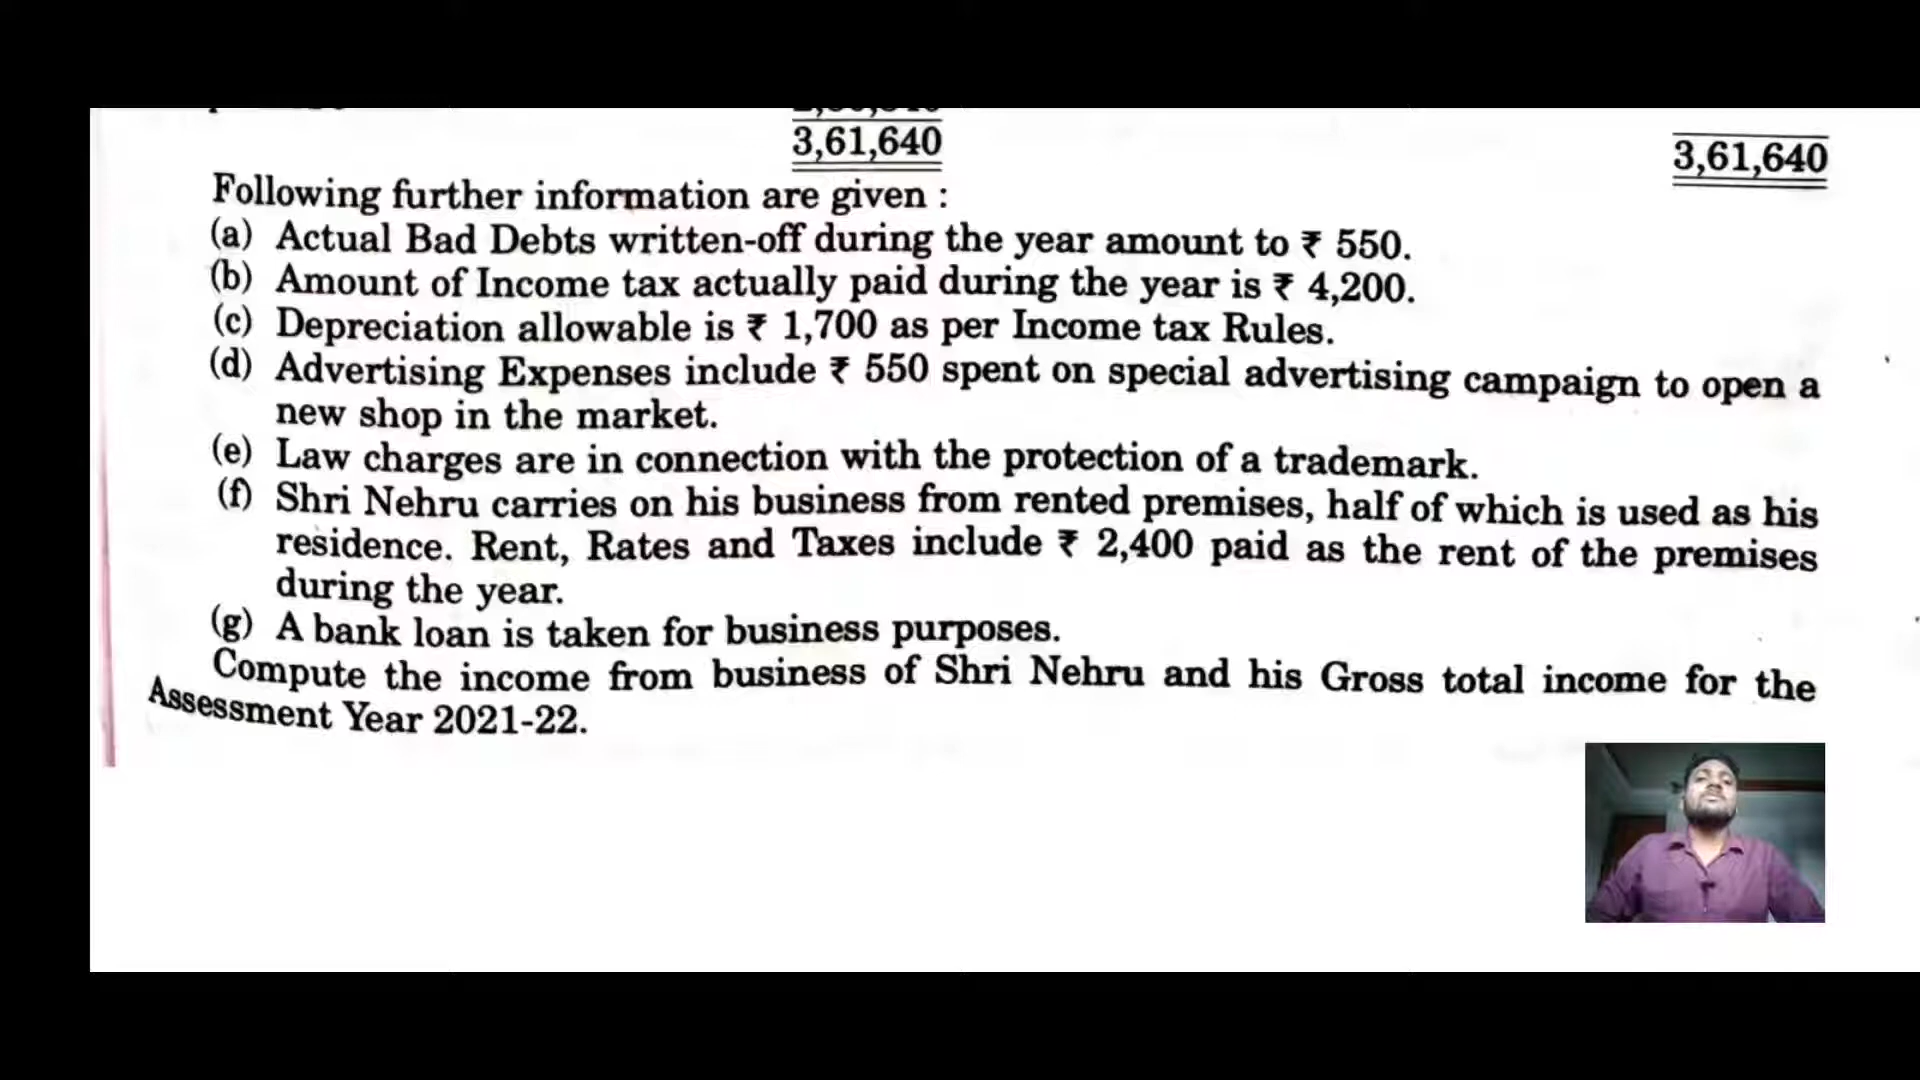 3,61,640
3,61,640
Following further information are given :
(a) Actual Bad Debts written-off during the year amount to ₹ 550.
(b) Amount of Income tax actually paid during the year is ₹ 4,200.
(c) Depreciation allowable is ₹ 1,700 as per Income tax Rules.
(d) Advertising Expenses include ₹ 550 spent on special advertising campaign to open a
new shop in the market.
(e) Law charges are in connection with the protection of a trademark.
(f) Shri Nehru carries on his business from rented premises, half of which is used as his
residence. Rent, Rates and Taxes include ₹ 2,400 paid as the rent of the premises
during the year.
(g) A bank loan is taken for business purposes.
Compute the income from business of Shri Nehru and his Gross total income for the
Assessment Year 2021-22.